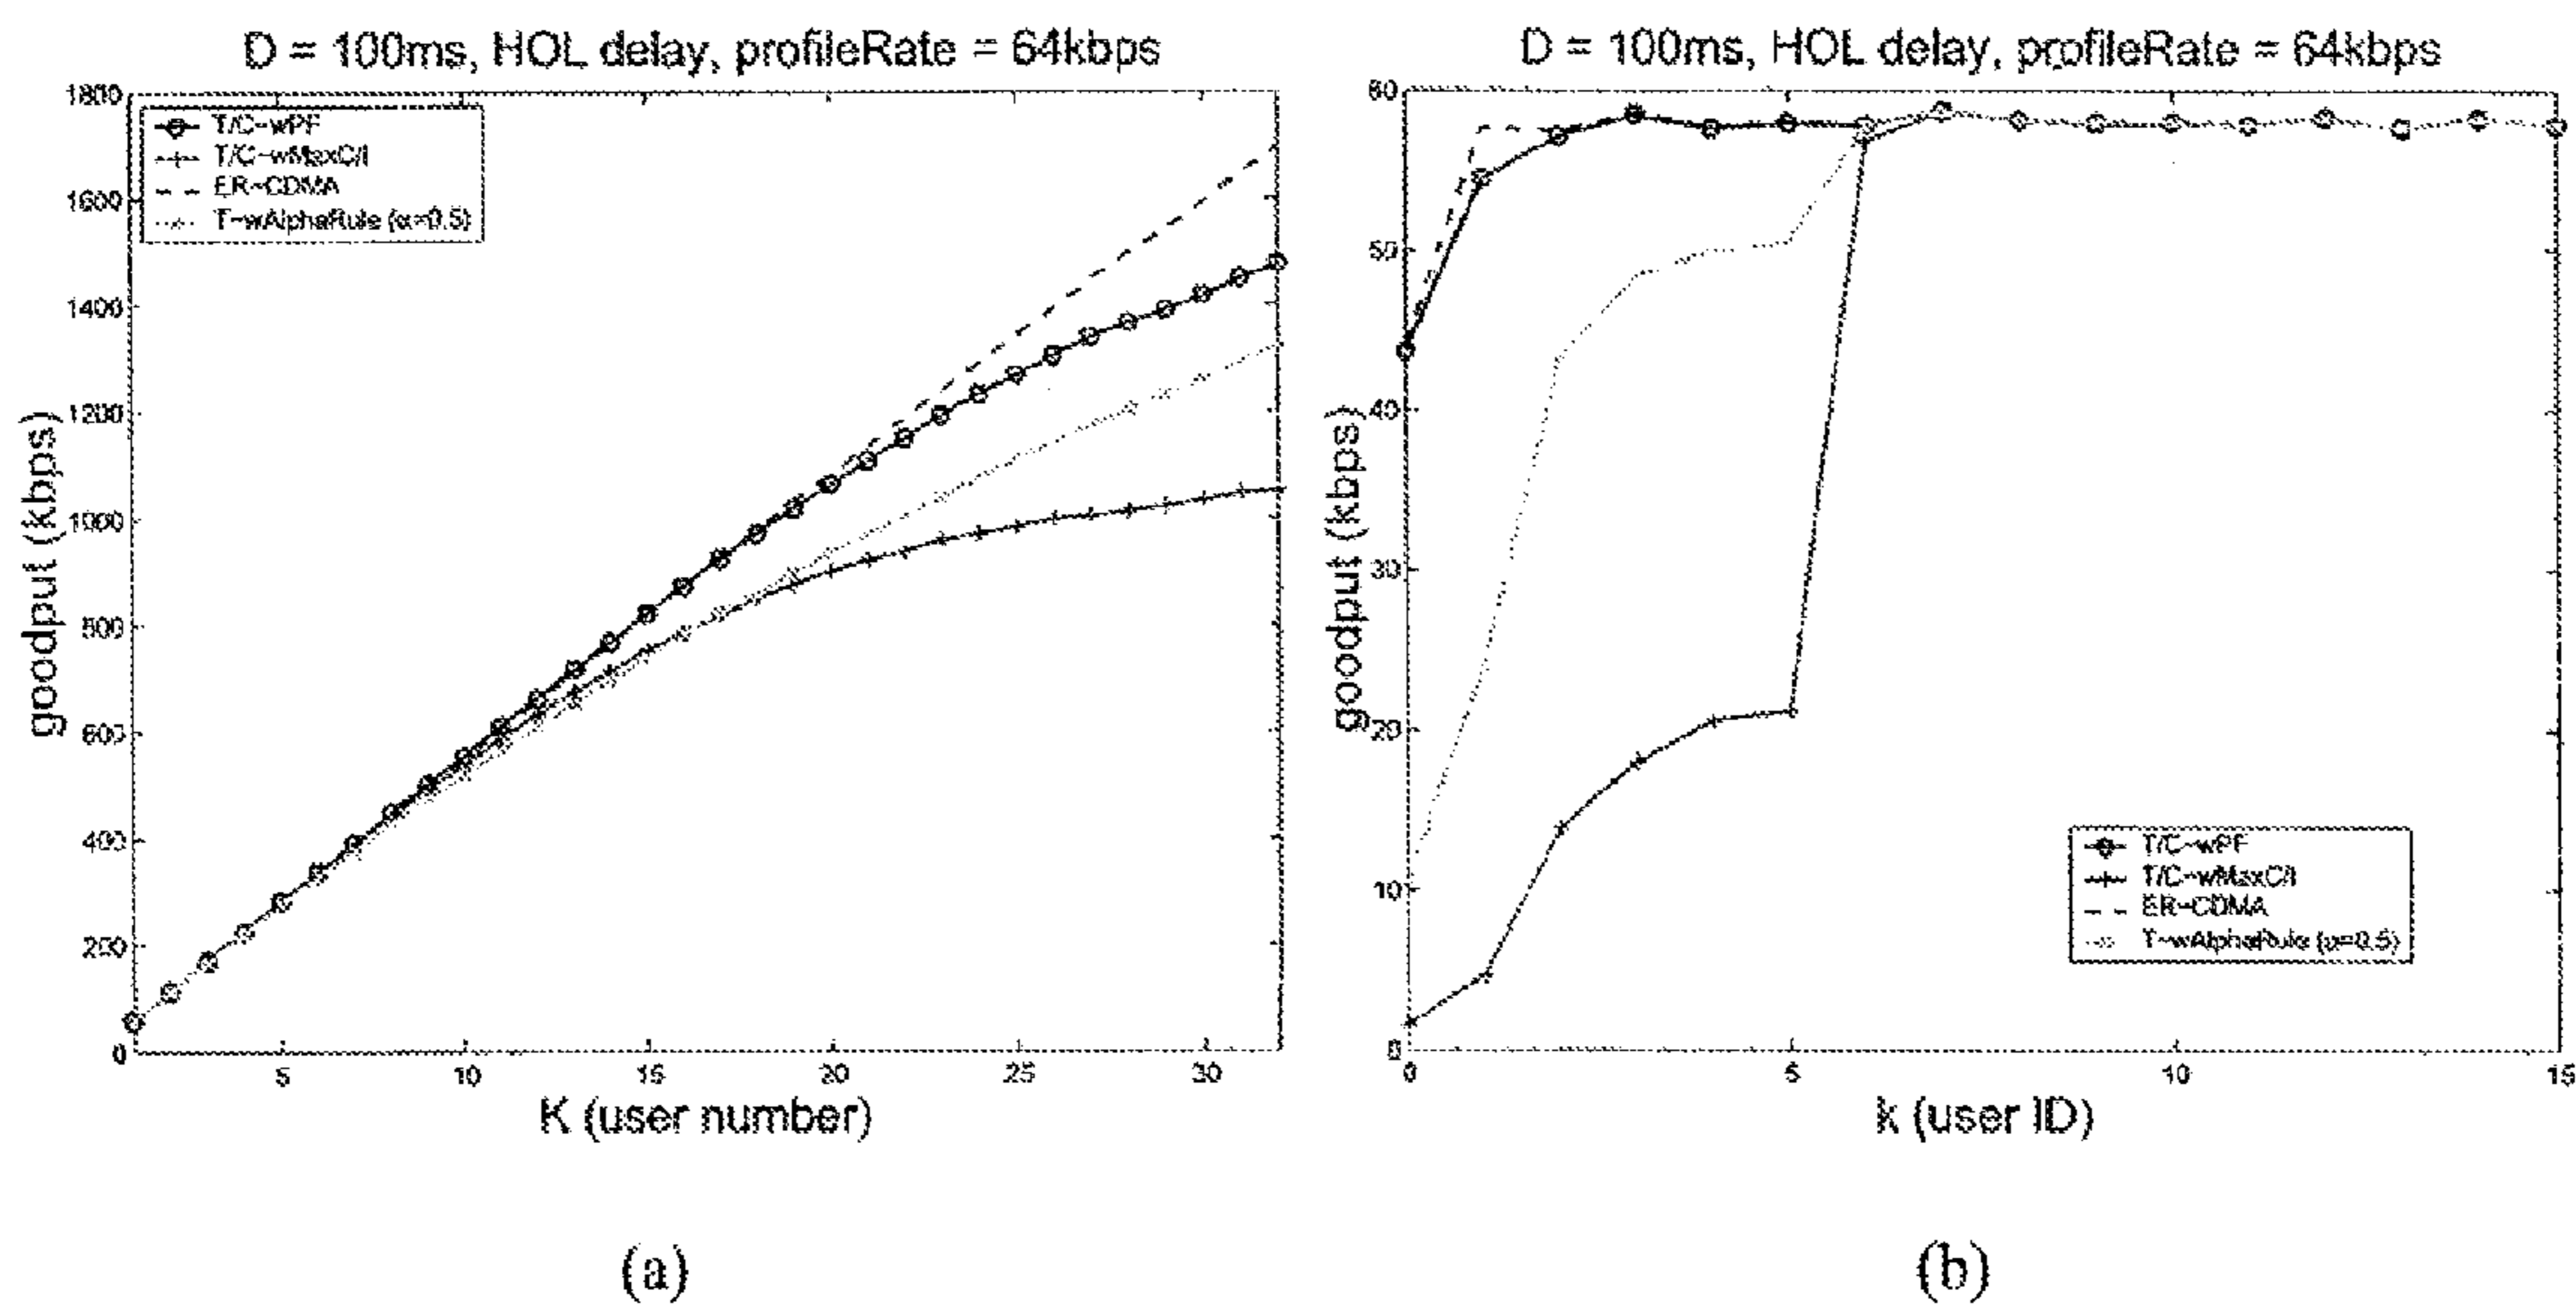 D = 100ms, HOL delay, profileRate = 64kbps
1800
1600
1400
1200
1000
800
600
400
200
0
goodput (kbps)
T/C-wPF
T/C-wMaxC/I
ER-CDMA
T-wAlphaRule (α=0.5)
5 10 15 20 25 30
K (user number)
(a)
D = 100ms, HOL delay, profileRate = 64kbps
60
50
40
30
20
10
0
goodput (kbps)
T/C-wPF
T/C-wMaxC/I
ER-CDMA
T-wAlphaRule (α=0.5)
0 5 10 15
k (user ID)
(b)